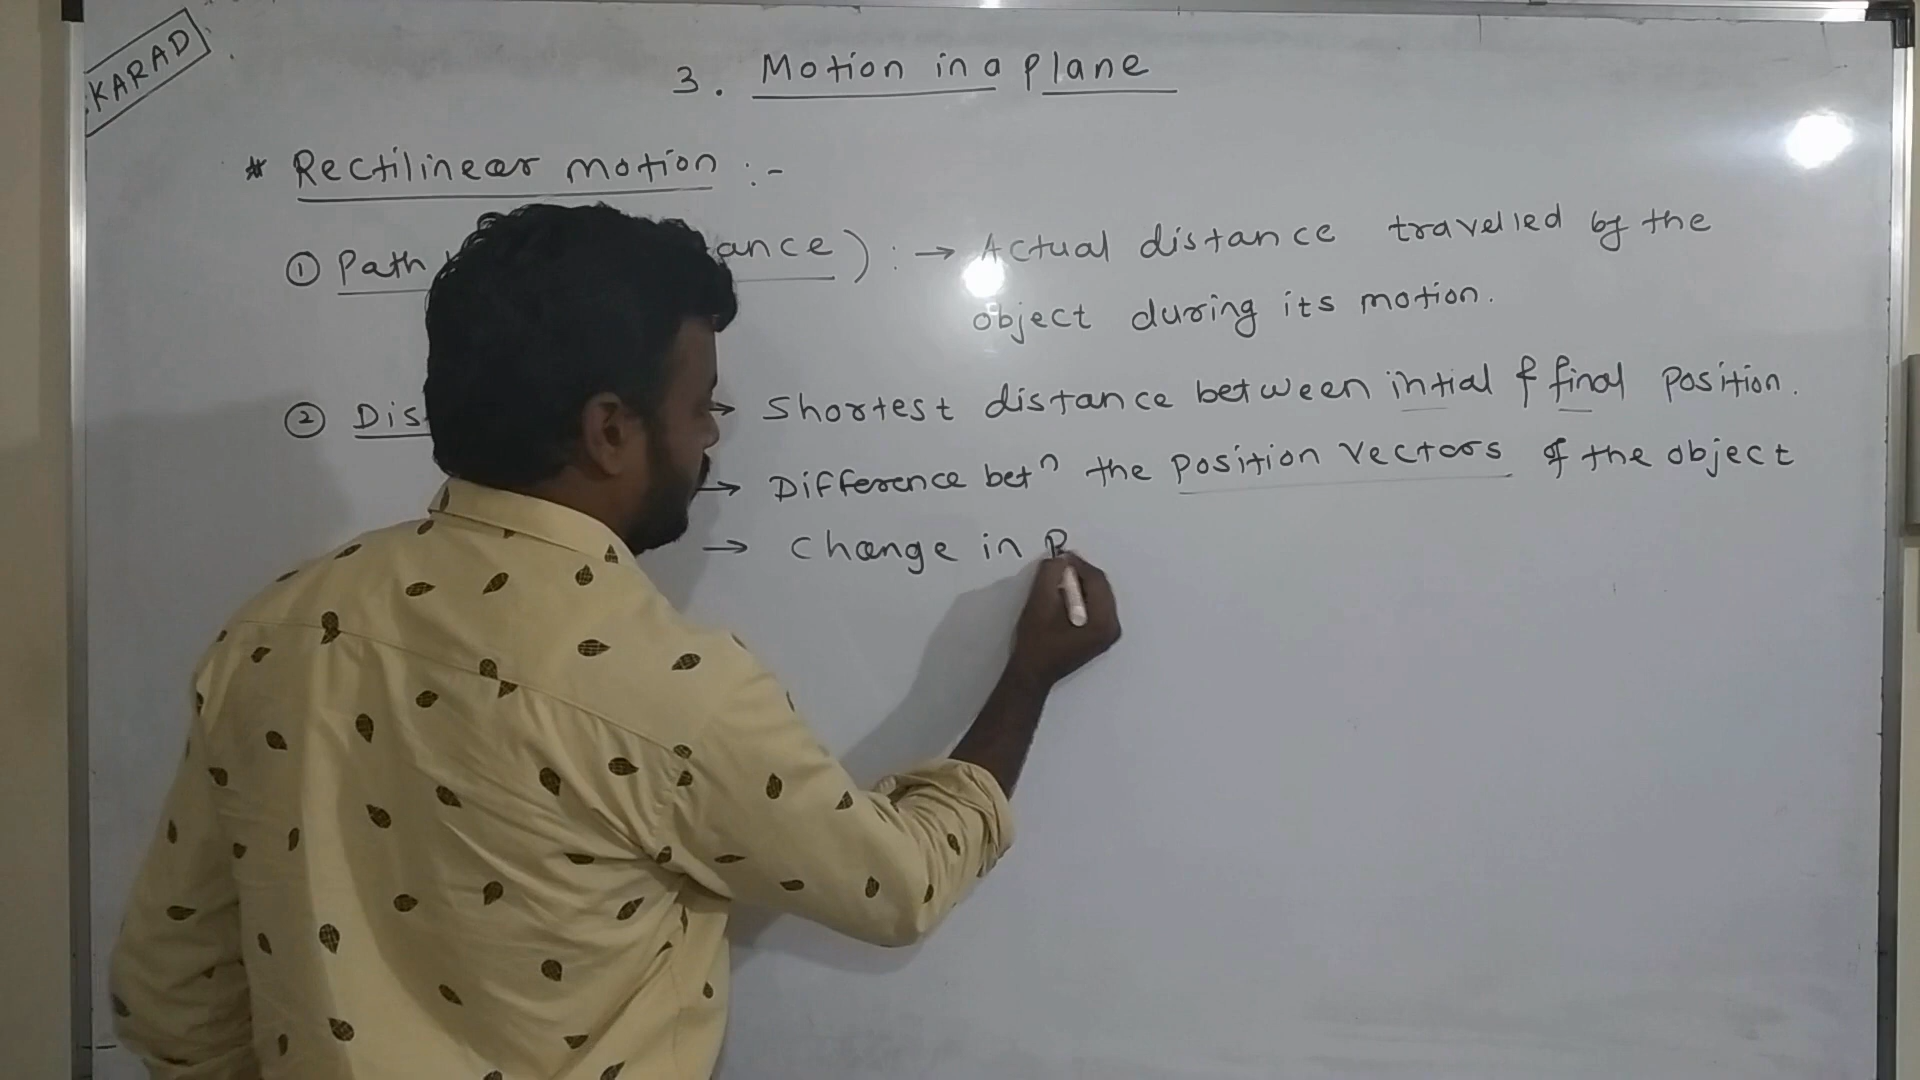 KARAD
3. Motion in a plane
* Rectilinear motion :-
① Path ance) : → Actual distance travelled by the
object during its motion.
② Dis → Shortest distance between intial & final position.
→ Difference betⁿ the position vectors of the object
→ change in P